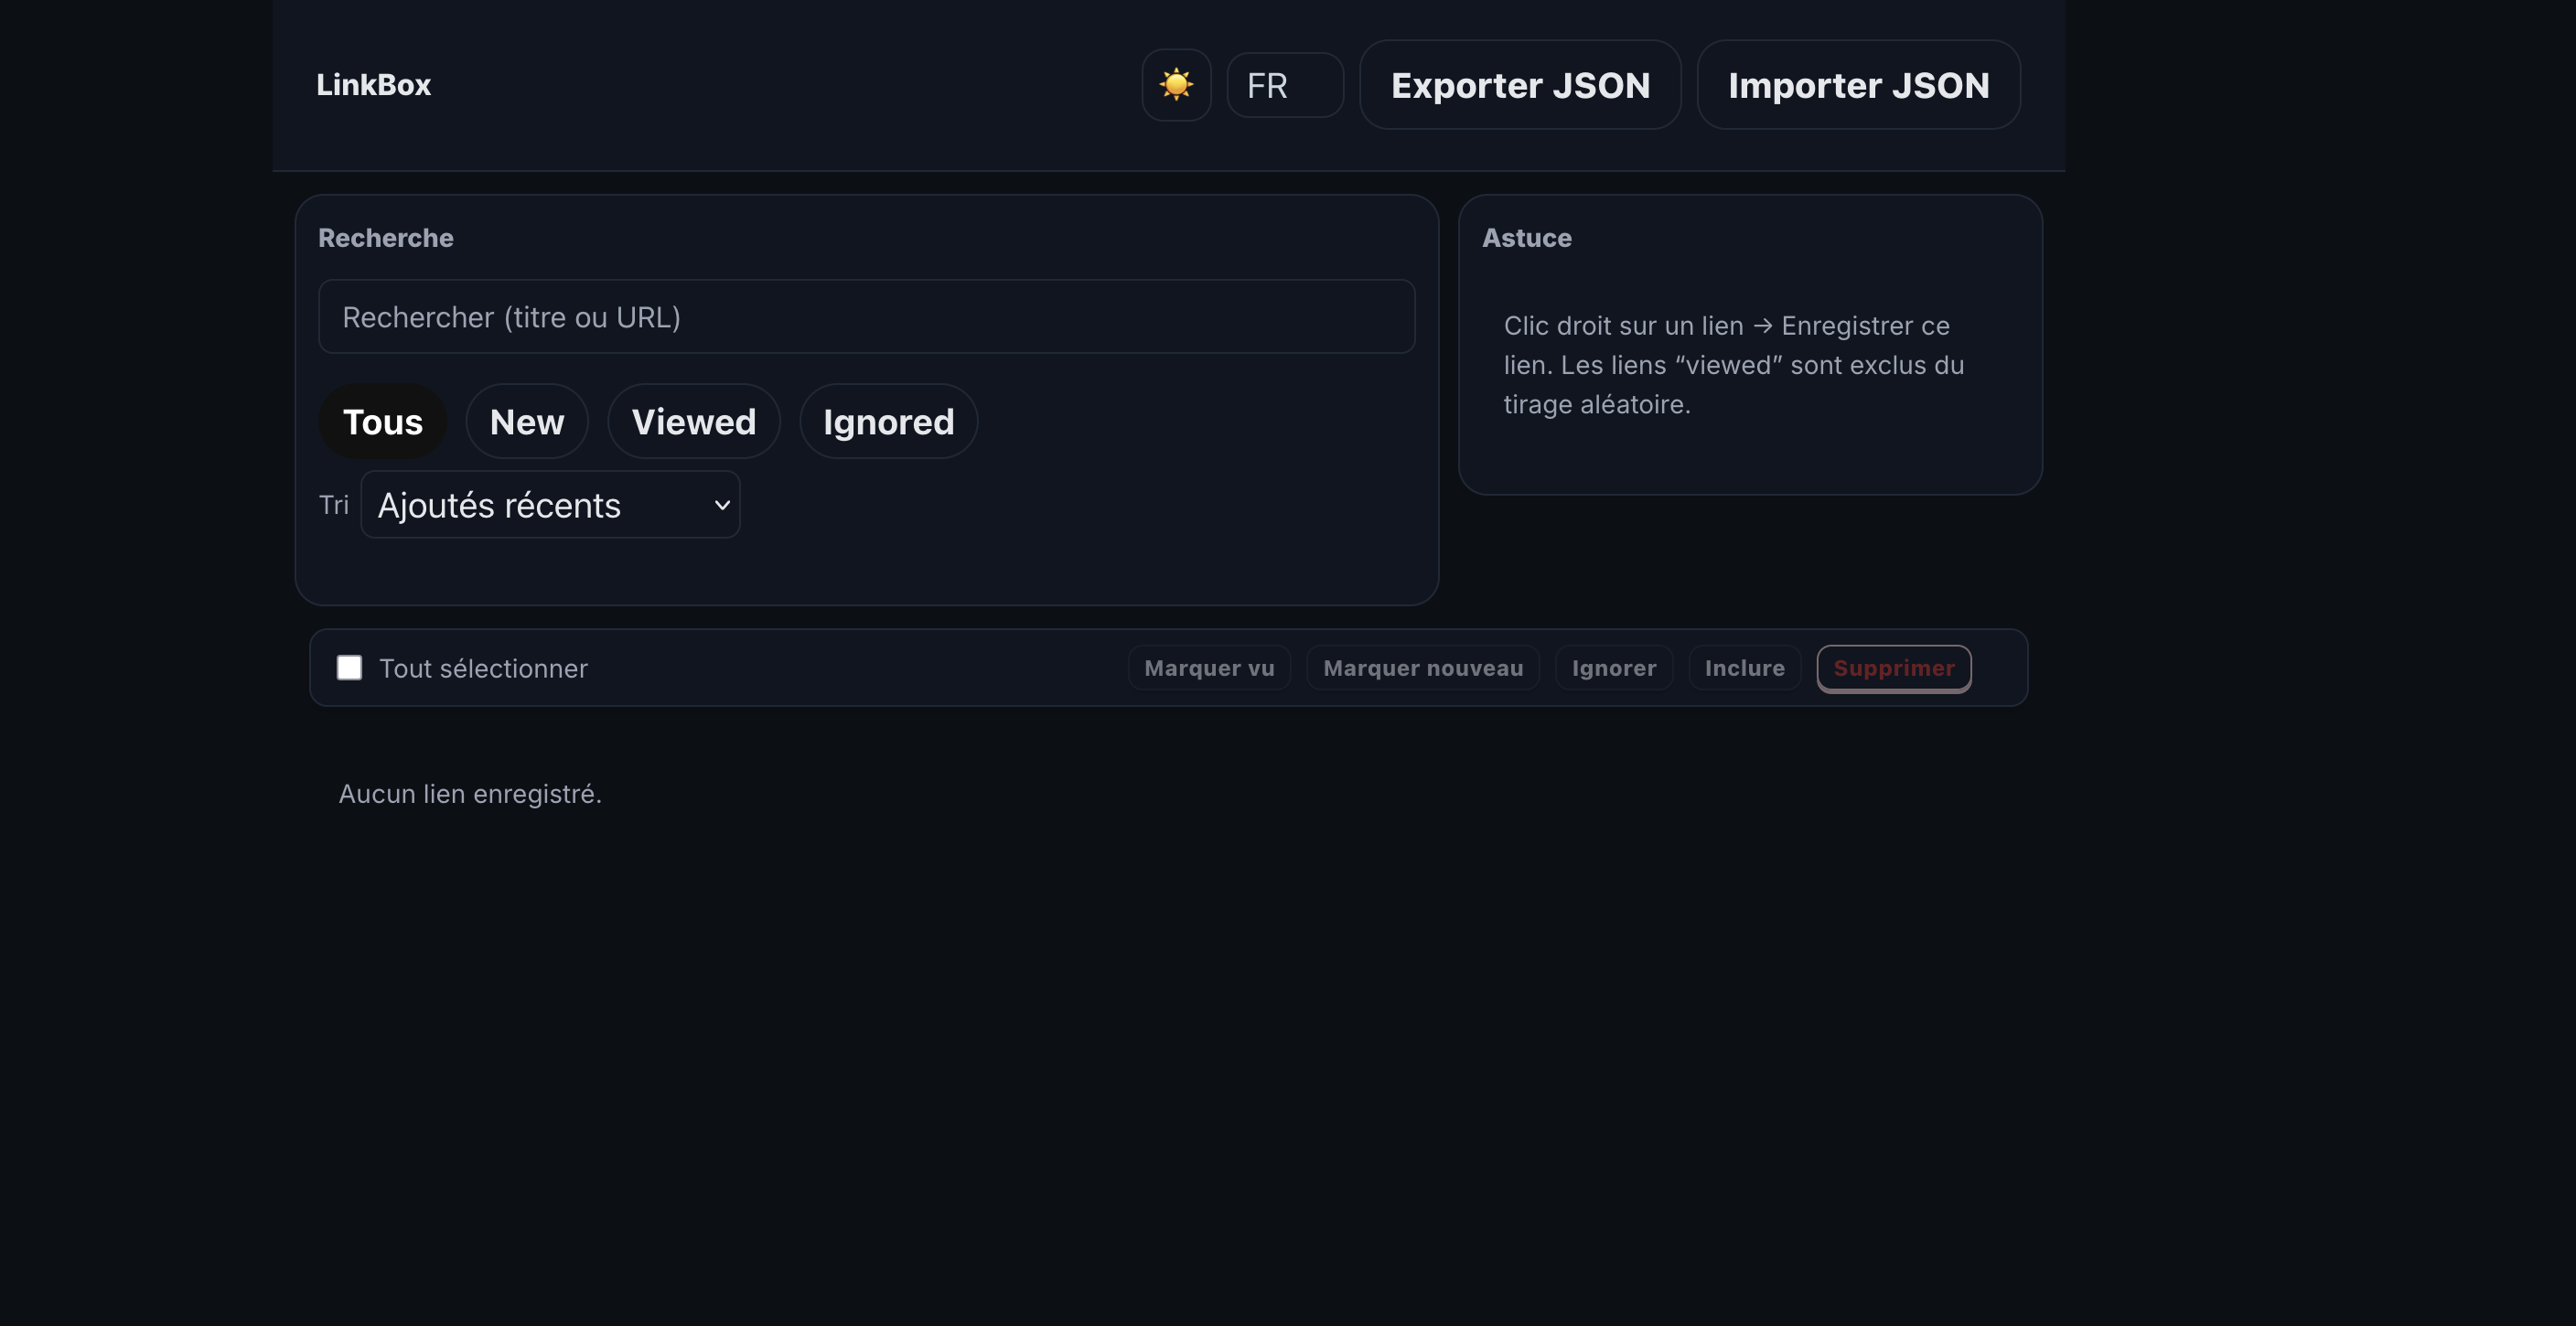 LinkBox
FR
Exporter JSON
Importer JSON
Recherche
Rechercher (titre ou URL)
Tous
New
Viewed
Ignored
Tri
Ajoutés récents
Astuce
Clic droit sur un lien → Enregistrer ce
lien. Les liens “viewed” sont exclus du
tirage aléatoire.
Tout sélectionner
Marquer vu
Marquer nouveau
Ignorer
Inclure
Supprimer
Aucun lien enregistré.